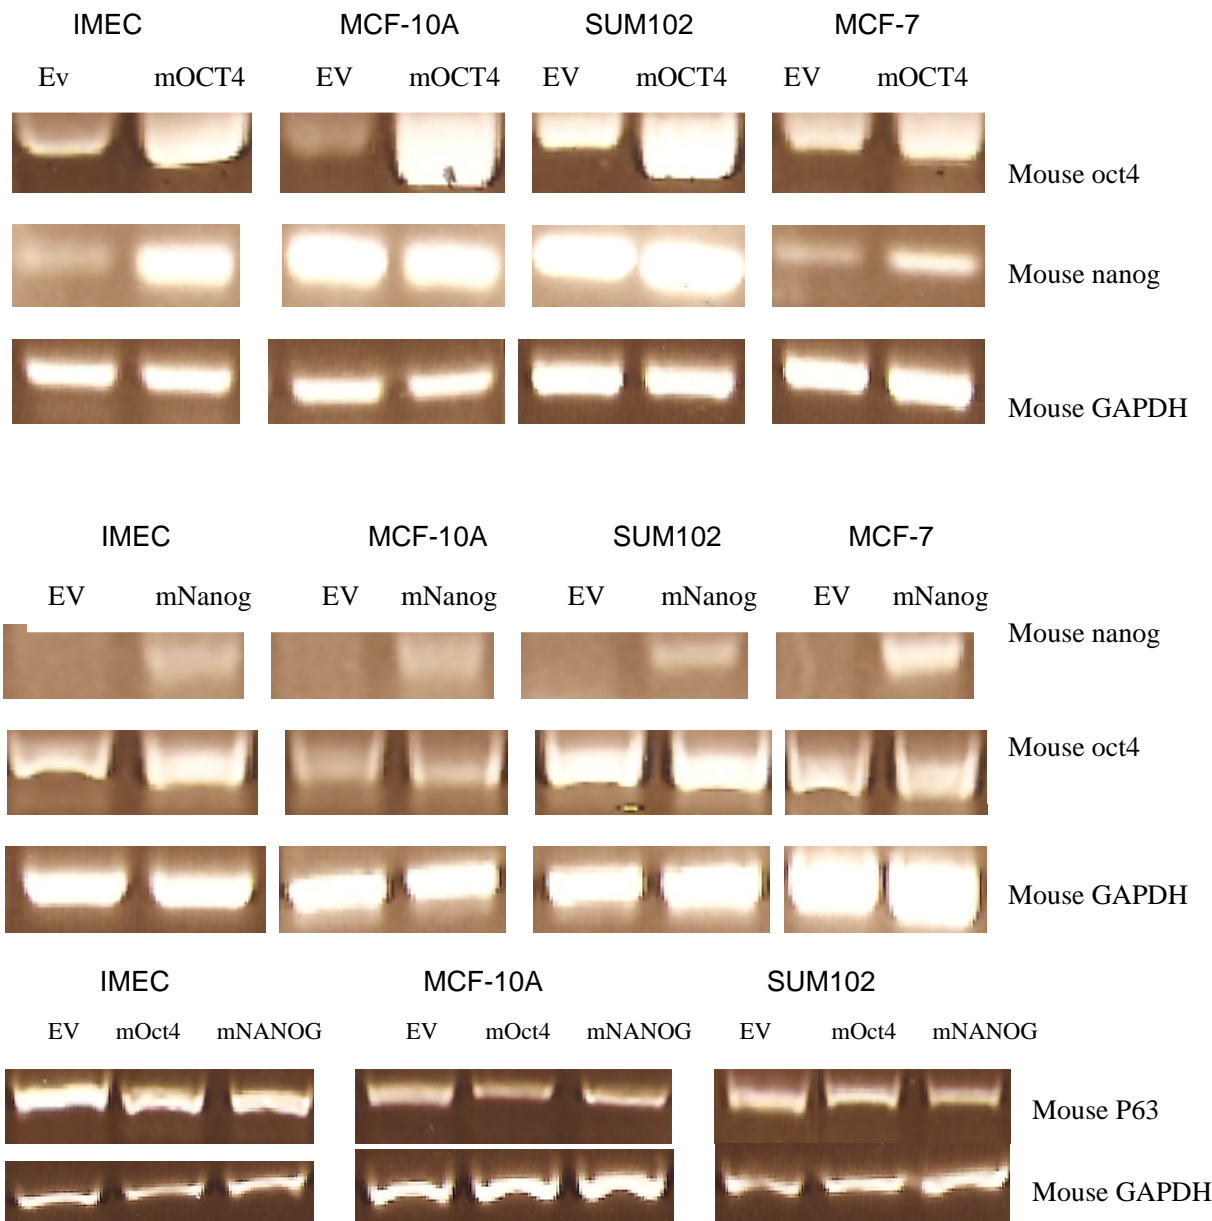 IMEC MCF-10A SUM102 MCF-7
Ev mOCT4 EV mOCT4 EV mOCT4 EV mOCT4
Mouse oct4
Mouse nanog
Mouse GAPDH
IMEC MCF-10A SUM102 MCF-7
EV mNanog EV mNanog EV mNanog EV mNanog
Mouse nanog
Mouse oct4
Mouse GAPDH
IMEC MCF-10A SUM102
EV mOct4 mNANOG EV mOct4 mNANOG EV mOct4 mNANOG
Mouse P63
Mouse GAPDH